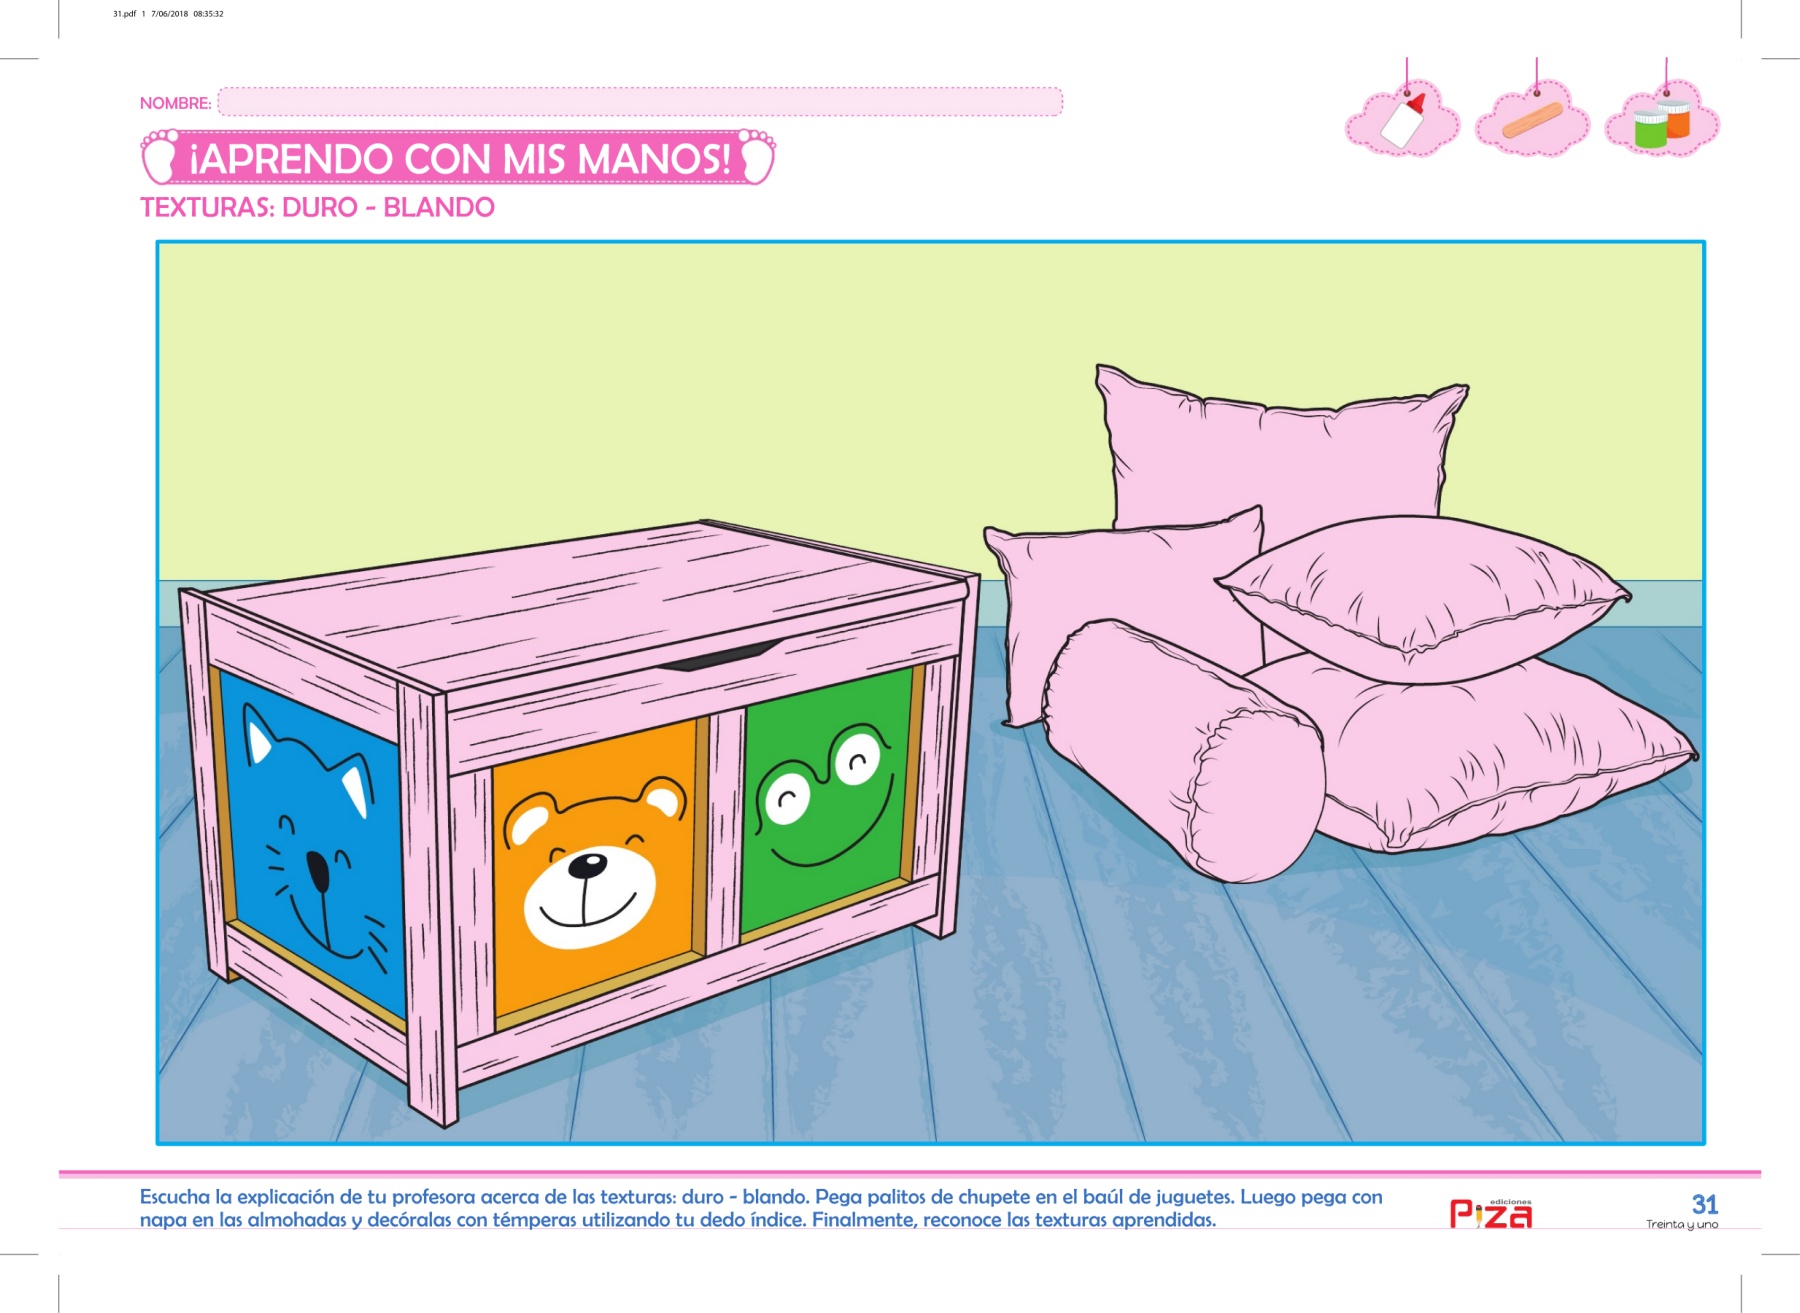 31.pdf 1 7/06/2018 08:35:32
NOMBRE:
¡APRENDO CON MIS MANOS!
TEXTURAS: DURO - BLANDO
Escucha la explicación de tu profesora acerca de las texturas: duro - blando. Pega palitos de chupete en el baúl de juguetes. Luego pega con
napa en las almohadas y decóralas con témperas utilizando tu dedo índice. Finalmente, reconoce las texturas aprendidas.
ediciones
Piza
31
Treinta y uno